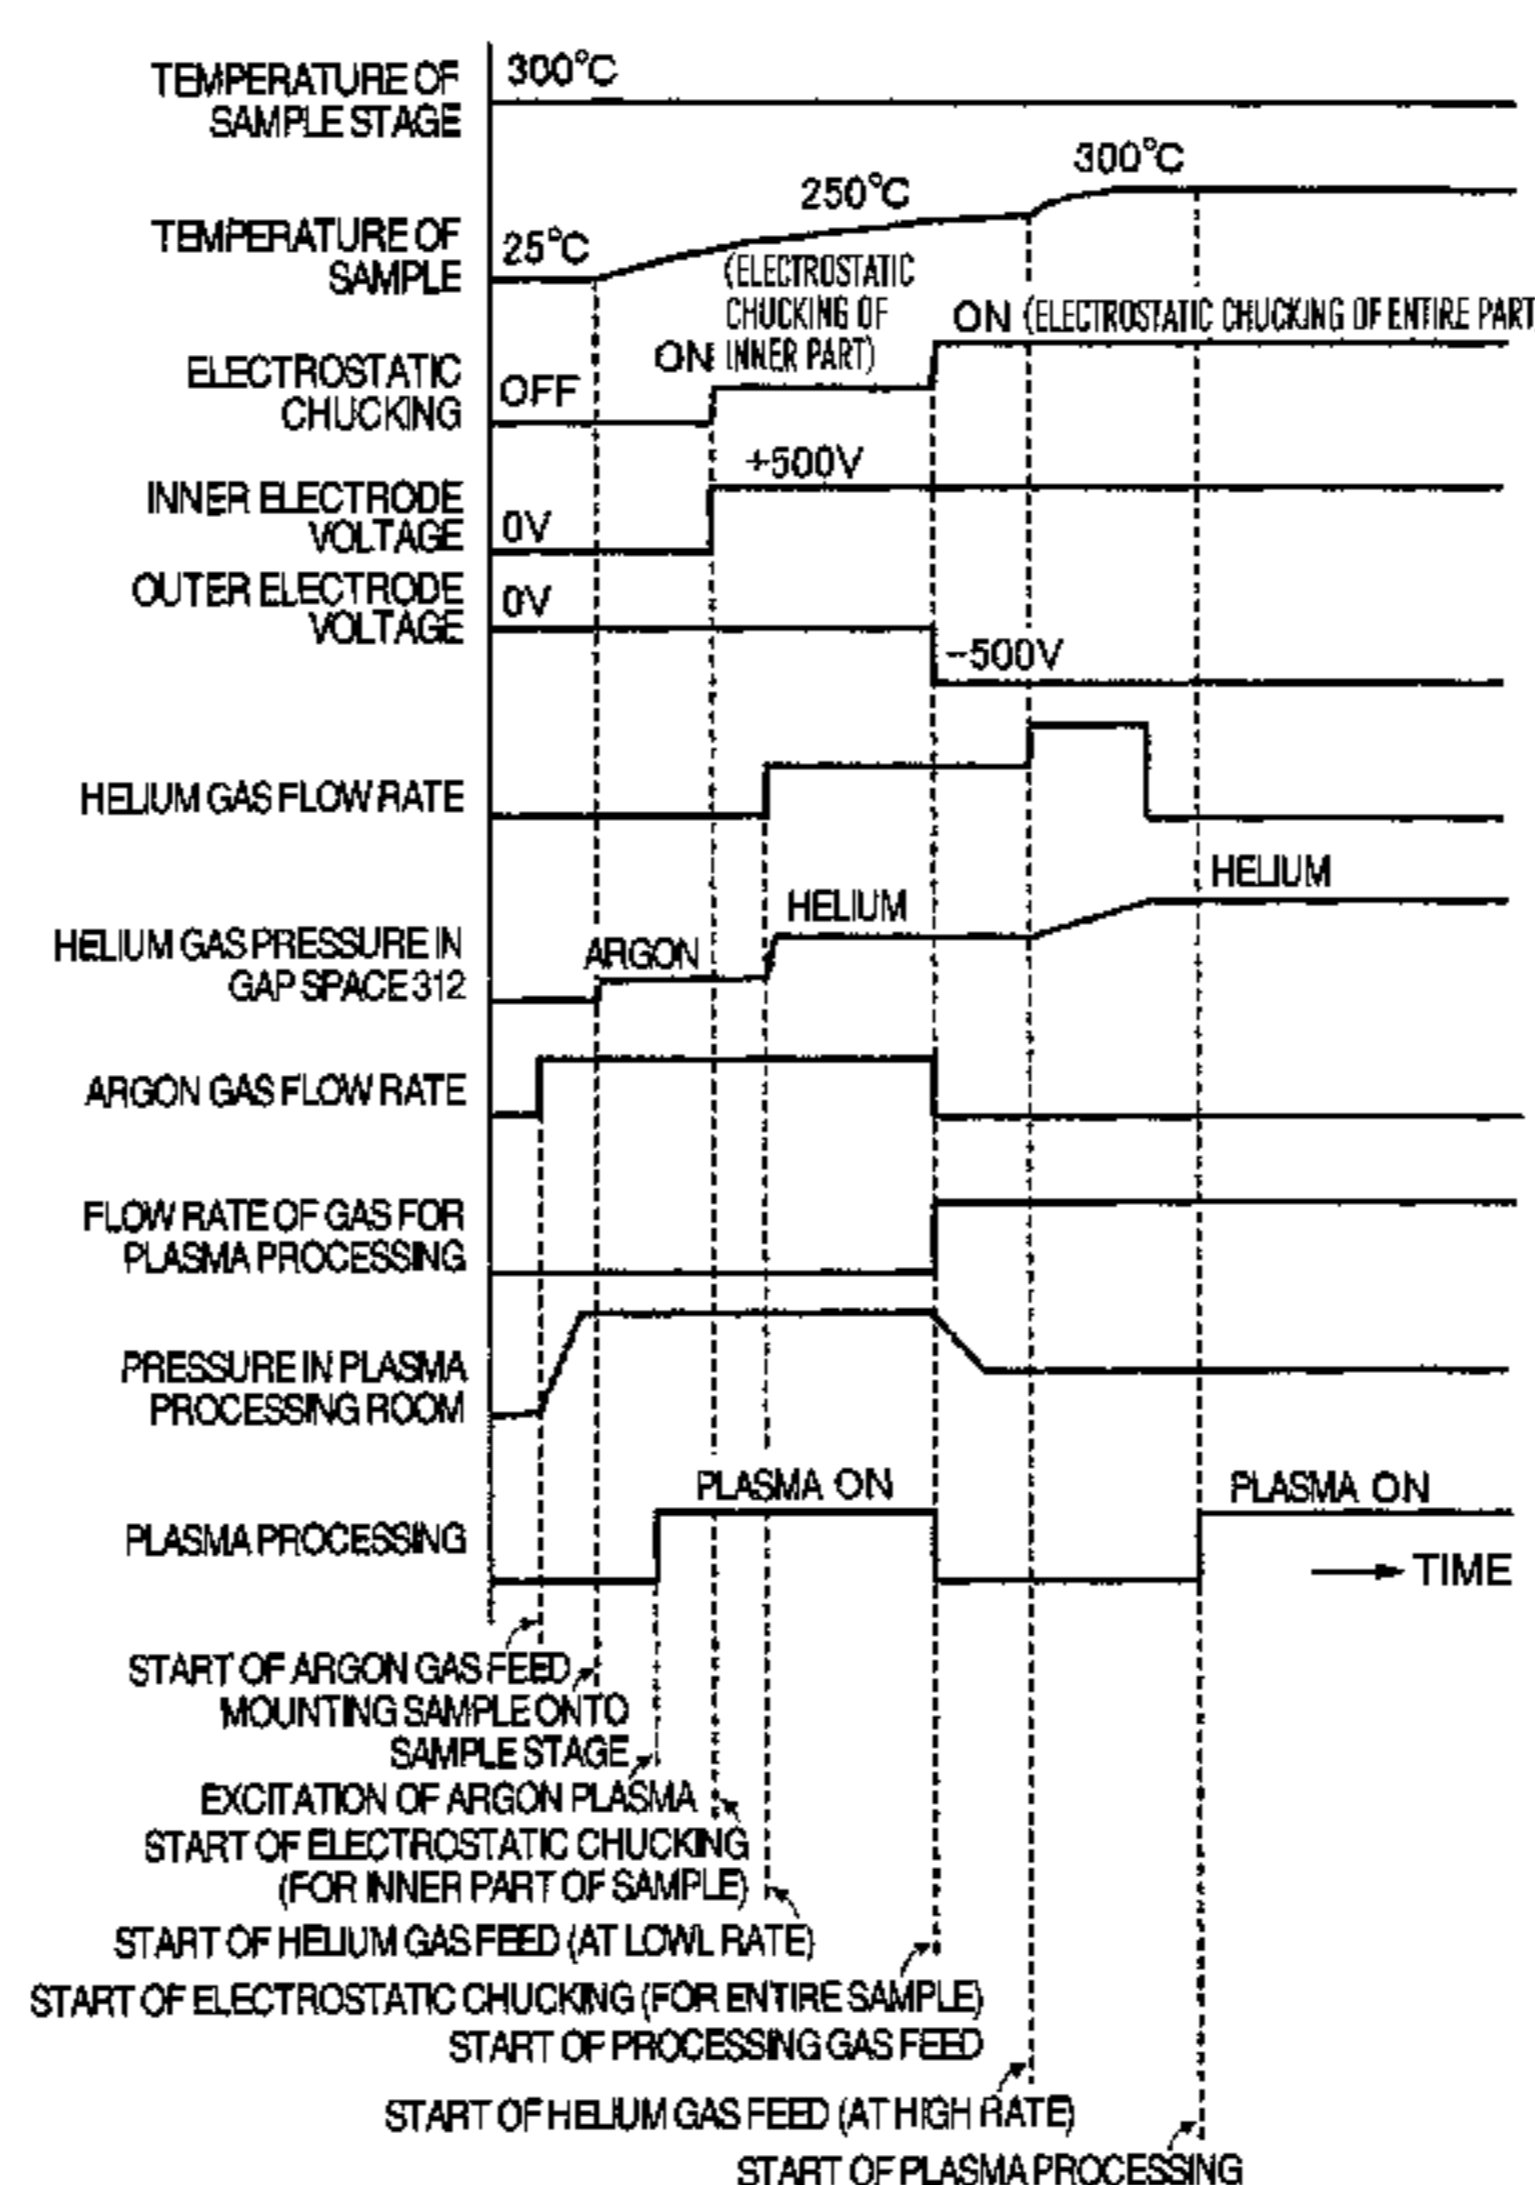 TEMPERATURE OF
SAMPLE STAGE
300°C
TEMPERATURE OF
SAMPLE
25°C
250°C
300°C
ELECTROSTATIC
CHUCKING
OFF
ON
(ELECTROSTATIC
CHUCKING OF
INNER PART)
ON (ELECTROSTATIC CHUCKING OF ENTIRE PART
INNER ELECTRODE
VOLTAGE
0V
+500V
OUTER ELECTRODE
VOLTAGE
0V
-500V
HELIUM GAS FLOW RATE
HELIUM GAS PRESSURE IN
GAP SPACE 312
ARGON
HELIUM
HELIUM
ARGON GAS FLOW RATE
FLOW RATE OF GAS FOR
PLASMA PROCESSING
PRESSURE IN PLASMA
PROCESSING ROOM
PLASMA PROCESSING
PLASMA ON
PLASMA ON
TIME
START OF ARGON GAS FEED
MOUNTING SAMPLE ONTO
SAMPLE STAGE
EXCITATION OF ARGON PLASMA
START OF ELECTROSTATIC CHUCKING
(FOR INNER PART OF SAMPLE)
START OF HELIUM GAS FEED (AT LOWL RATE)
START OF ELECTROSTATIC CHUCKING (FOR ENTIRE SAMPLE)
START OF PROCESSING GAS FEED
START OF HELIUM GAS FEED (AT HIGH RATE)
START OF PLASMA PROCESSING